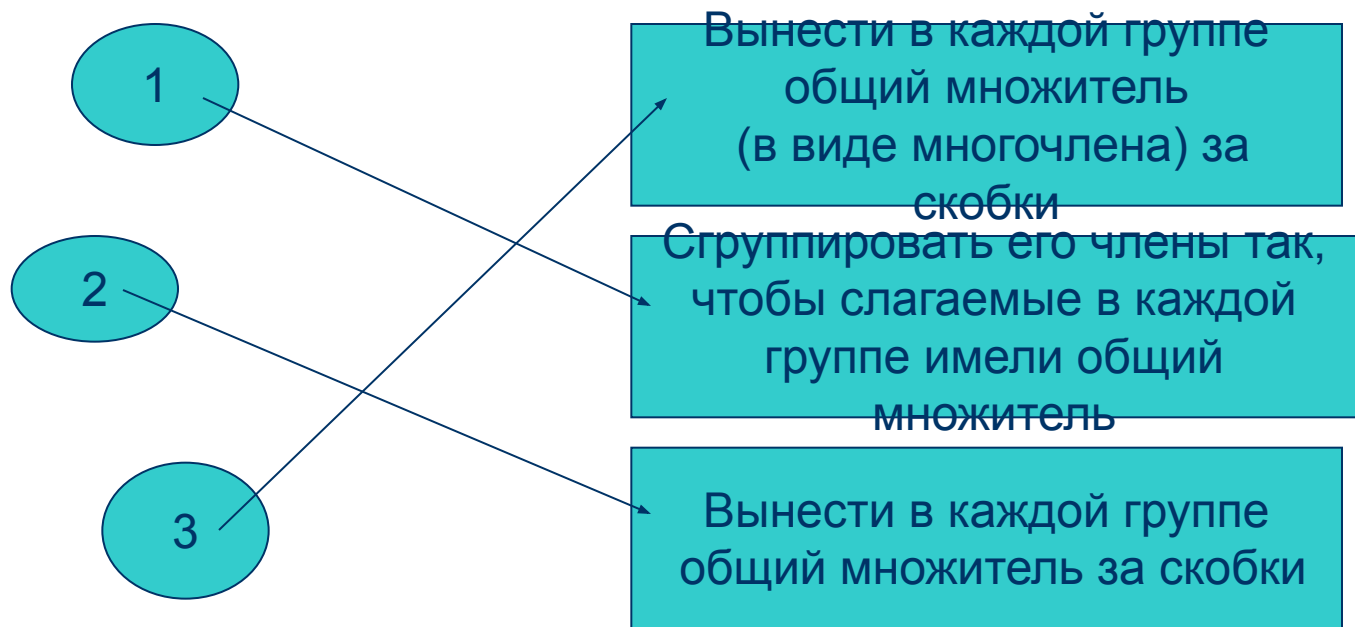 1
Вынести в каждой группе
общий множитель
(в виде многочлена) за
скобки
2
Сгруппировать его члены так,
чтобы слагаемые в каждой
группе имели общий
множитель
3
Вынести в каждой группе
общий множитель за скобки